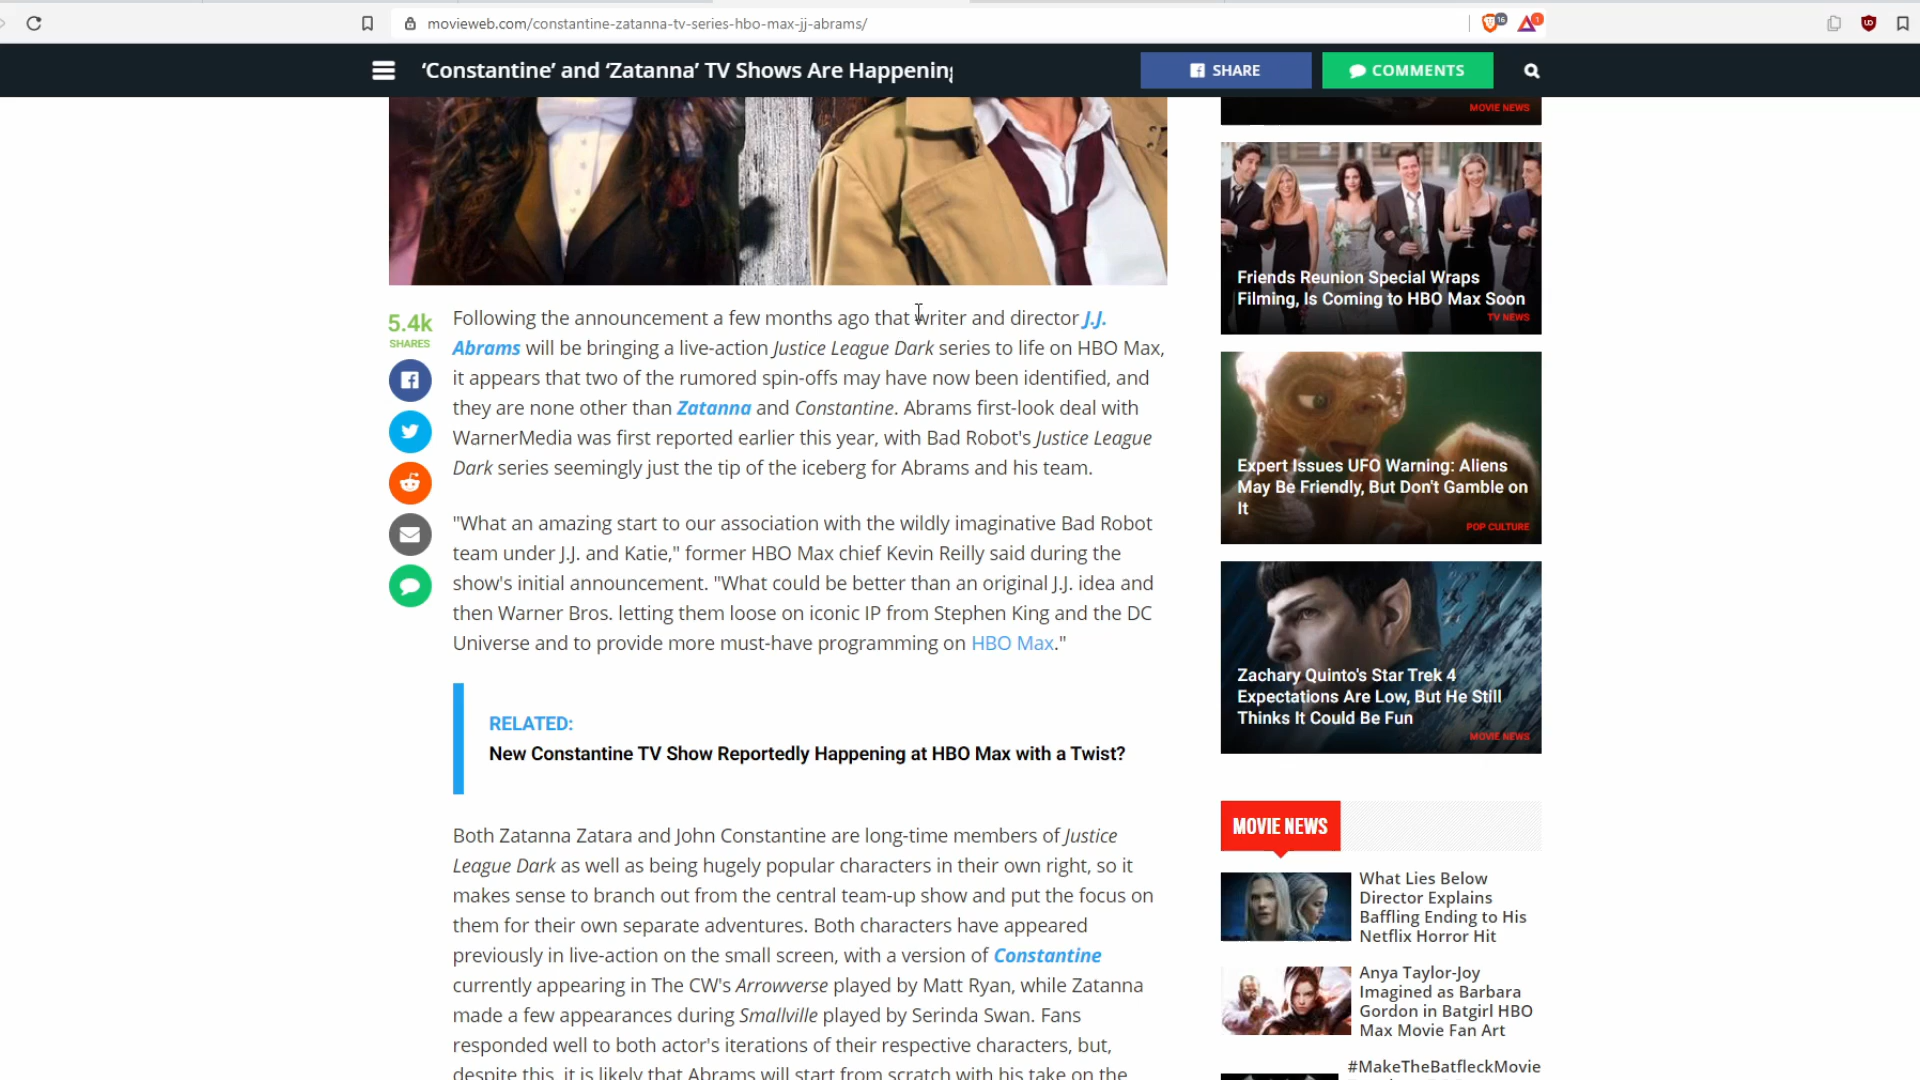 movieweb.com/constantine-zatanna-tv-series-hbo-max-jj-abrams/
16
1
‘Constantine’ and ‘Zatanna’ TV Shows Are Happening
SHARE
COMMENTS
5.4k
SHARES
Following the announcement a few months ago that writer and director J.J.
Abrams will be bringing a live-action Justice League Dark series to life on HBO Max,
it appears that two of the rumored spin-offs may have now been identified, and
they are none other than Zatanna and Constantine. Abrams first-look deal with
WarnerMedia was first reported earlier this year, with Bad Robot's Justice League
Dark series seemingly just the tip of the iceberg for Abrams and his team.
"What an amazing start to our association with the wildly imaginative Bad Robot
team under J.J. and Katie," former HBO Max chief Kevin Reilly said during the
show's initial announcement. "What could be better than an original J.J. idea and
then Warner Bros. letting them loose on iconic IP from Stephen King and the DC
Universe and to provide more must-have programming on HBO Max."
RELATED:
New Constantine TV Show Reportedly Happening at HBO Max with a Twist?
Both Zatanna Zatara and John Constantine are long-time members of Justice
League Dark as well as being hugely popular characters in their own right, so it
makes sense to branch out from the central team-up show and put the focus on
them for their own separate adventures. Both characters have appeared
previously in live-action on the small screen, with a version of Constantine
currently appearing in The CW's Arrowverse played by Matt Ryan, while Zatanna
made a few appearances during Smallville played by Serinda Swan. Fans
responded well to both actor's iterations of their respective characters, but,
despite this, it is likely that Abrams will start from scratch with his take on the
MOVIE NEWS
Friends Reunion Special Wraps
Filming, Is Coming to HBO Max Soon
TV NEWS
Expert Issues UFO Warning: Aliens
May Be Friendly, But Don't Gamble on
It
POP CULTURE
Zachary Quinto's Star Trek 4
Expectations Are Low, But He Still
Thinks It Could Be Fun
MOVIE NEWS
MOVIE NEWS
What Lies Below
Director Explains
Baffling Ending to His
Netflix Horror Hit
Anya Taylor-Joy
Imagined as Barbara
Gordon in Batgirl HBO
Max Movie Fan Art
#MakeTheBatfleckMovie